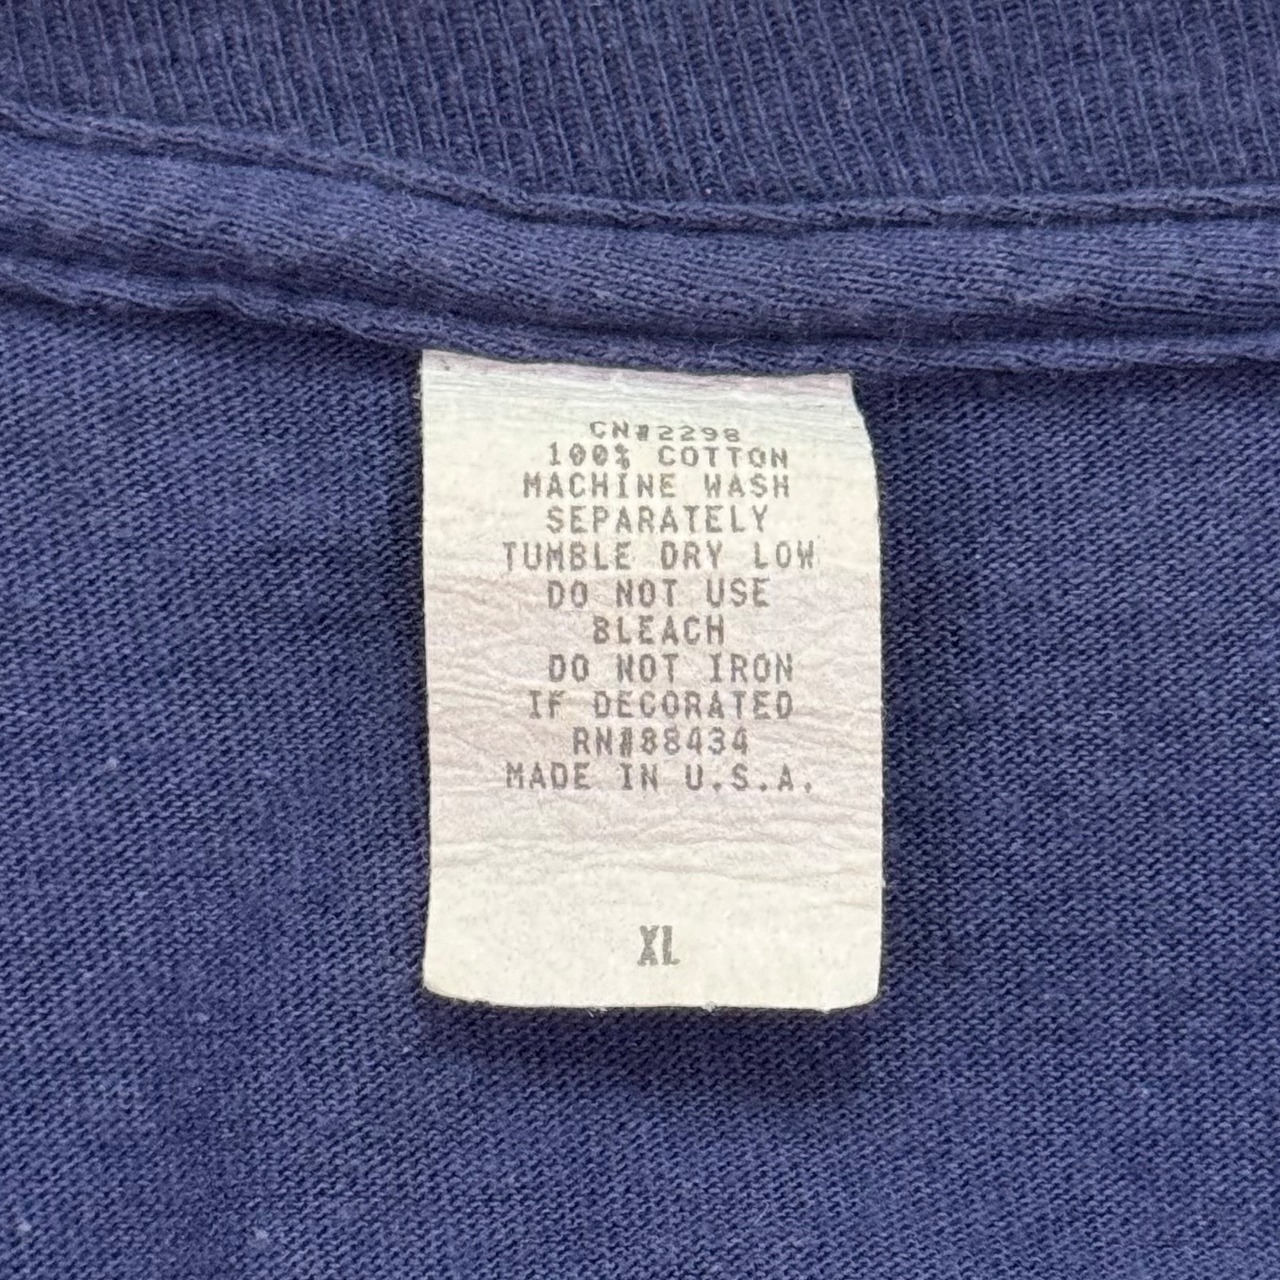 CN#2298
100% COTTON
MACHINE WASH
SEPARATELY
TUMBLE DRY LOW
DO NOT USE
BLEACH
DO NOT IRON
IF DECORATED
RN#88434
MADE IN U.S.A.
XL